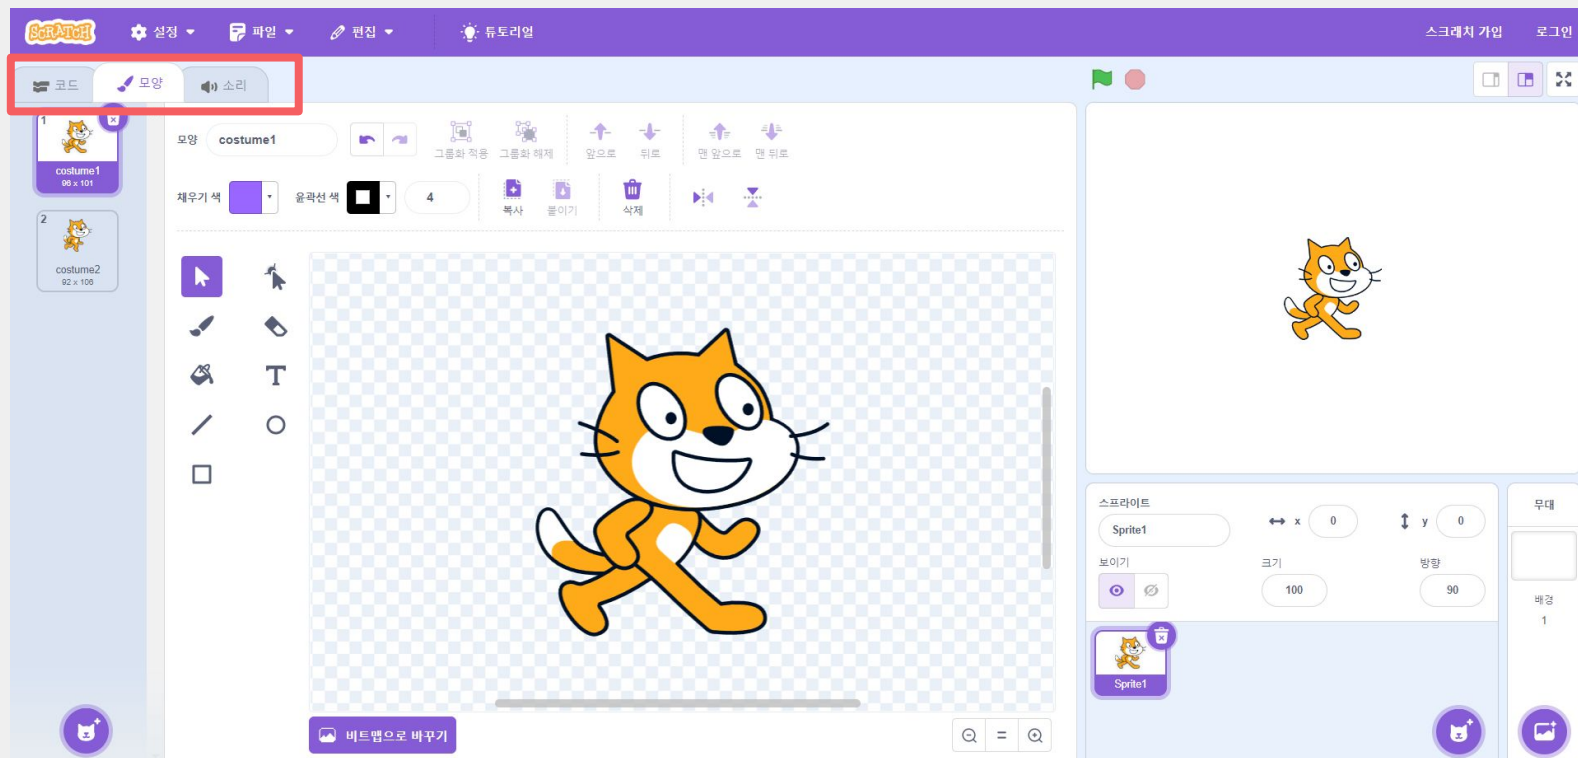 SCRATCH 설정 파일 편집 튜토리얼 스크래치 가입 로그인
코드 모양 소리
1
costume1
96 x 101
2
costume2
92 x 106
모양 costume1
그룹화 적용 그룹화 해제 앞으로 뒤로 맨 앞으로 맨 뒤로
채우기 색 윤곽선 색 4 복사 붙이기 삭제
T
비트맵으로 바꾸기
=
스프라이트
Sprite1 x 0 y 0
보이기 크기 방향
100 90
Sprite1
무대
배경
1